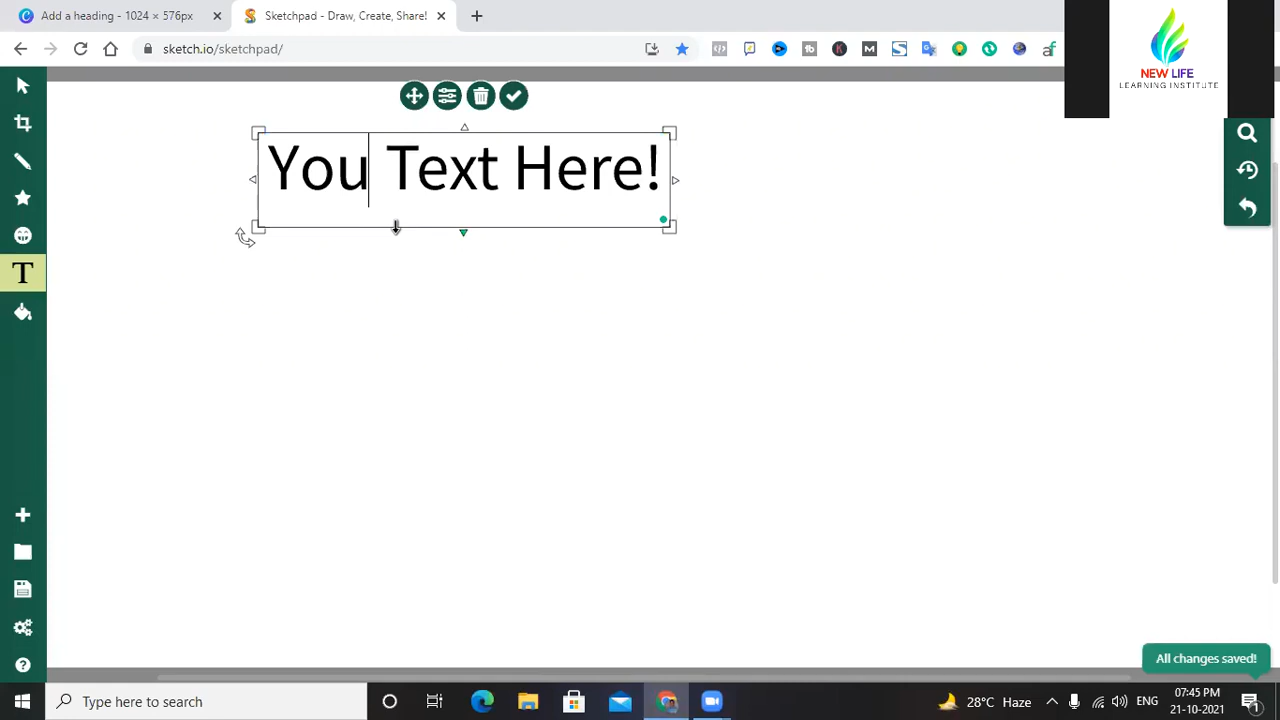 Add a heading - 1024 × 576px
Sketchpad - Draw, Create, Share!
sketch.io/sketchpad/
NEW LIFE
LEARNING INSTITUTE
You Text Here!
T
All changes saved!
Type here to search
28°C Haze
ENG
07:45 PM
21-10-2021